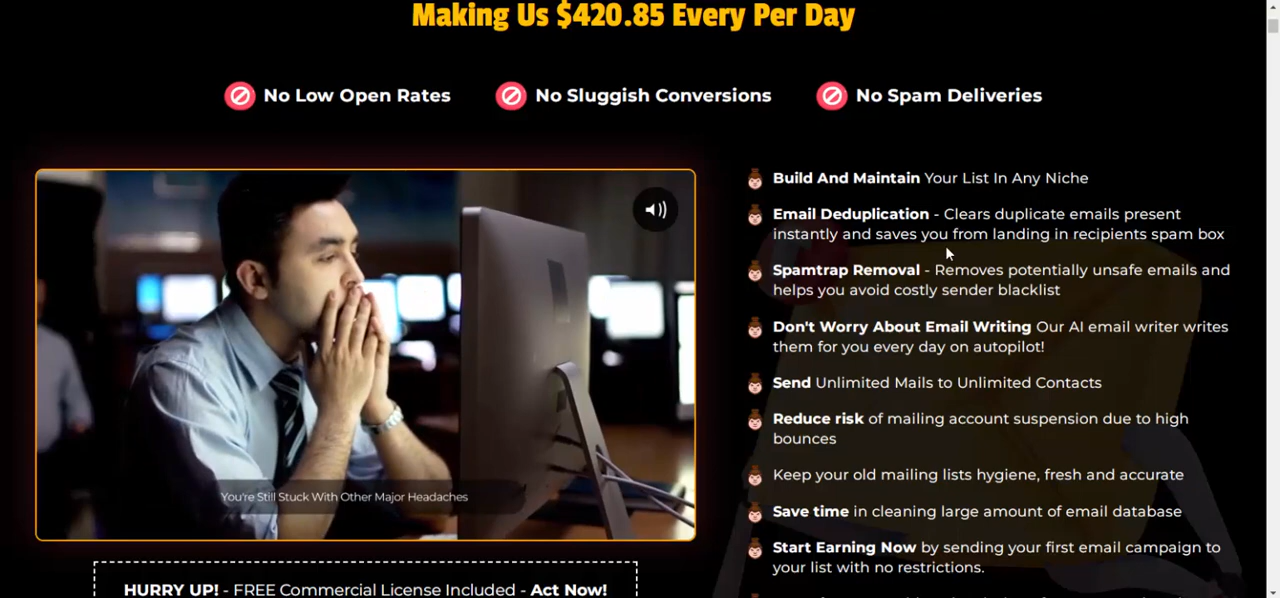 Making Us $420.85 Every Per Day
No Low Open Rates
No Sluggish Conversions
No Spam Deliveries
You're Still Stuck With Other Major Headaches
HURRY UP! - FREE Commercial License Included - Act Now!
Build And Maintain Your List In Any Niche
Email Deduplication - Clears duplicate emails present
instantly and saves you from landing in recipients spam box
Spamtrap Removal - Removes potentially unsafe emails and
helps you avoid costly sender blacklist
Don't Worry About Email Writing Our AI email writer writes
them for you every day on autopilot!
Send Unlimited Mails to Unlimited Contacts
Reduce risk of mailing account suspension due to high
bounces
Keep your old mailing lists hygiene, fresh and accurate
Save time in cleaning large amount of email database
Start Earning Now by sending your first email campaign to
your list with no restrictions.